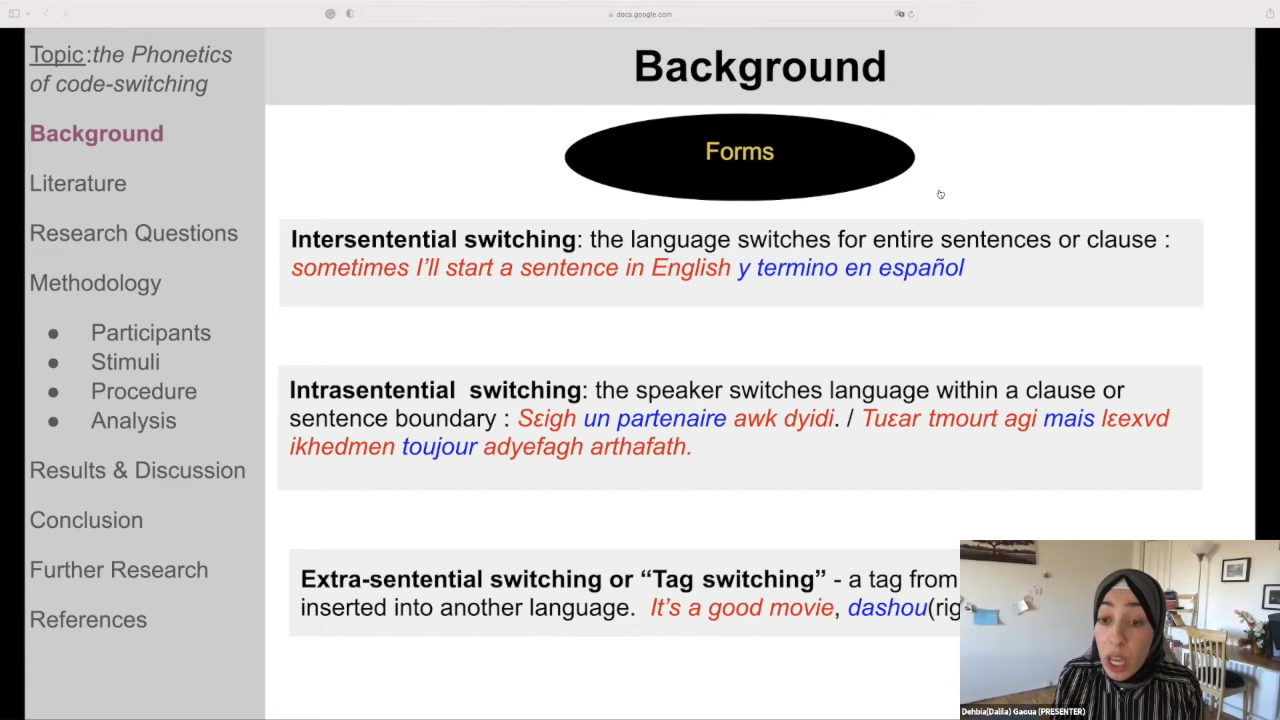 docs.google.com
Topic:the Phonetics
of code-switching
Background
Literature
Research Questions
Methodology
● Participants
● Stimuli
● Procedure
● Analysis
Results & Discussion
Conclusion
Further Research
References
Background
Forms
Intersentential switching: the language switches for entire sentences or clause :
sometimes I’ll start a sentence in English y termino en español
Intrasentential switching: the speaker switches language within a clause or
sentence boundary : Sɛigh un partenaire awk dyidi. / Tuɛar tmourt agi mais lɛexvd
ikhedmen toujour adyefagh arthafath.
Extra-sentential switching or “Tag switching” - a tag from
inserted into another language. It’s a good movie, dashou(rig
Dehbia(Dalila) Gaoua (PRESENTER)